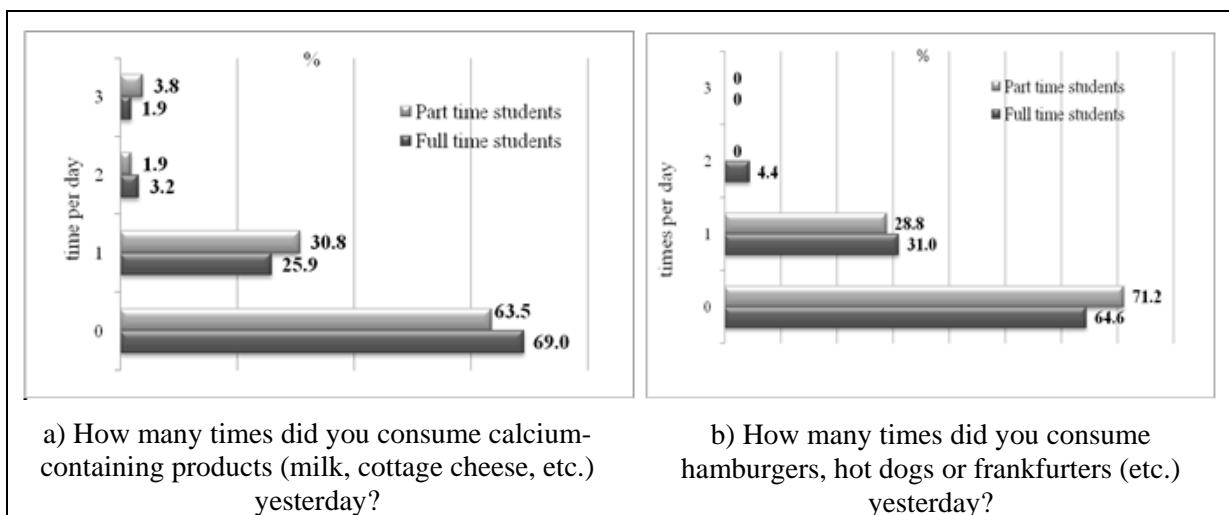 %
3
3.8
1.9
2
1.9
3.2
1
30.8
25.9
0
63.5
69.0
time per day
Part time students
Full time students
a) How many times did you consume calcium-
containing products (milk, cottage cheese, etc.)
yesterday?
%
3
0
0
2
0
4.4
1
28.8
31.0
0
71.2
64.6
times per day
Part time students
Full time students
b) How many times did you consume
hamburgers, hot dogs or frankfurters (etc.)
yesterday?